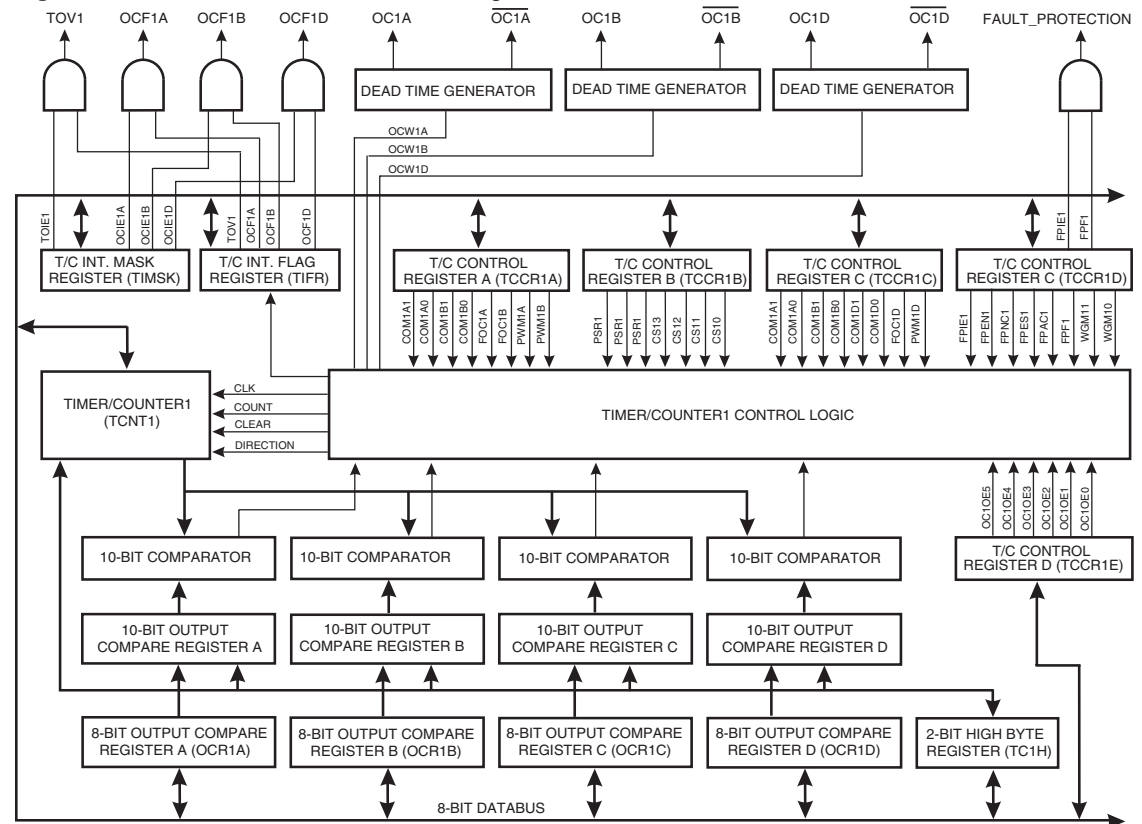 TOV1 OCF1A OCF1B OCF1D OC1A OC1A OC1B OC1B OC1D OC1D FAULT_PROTECTION
DEAD TIME GENERATOR DEAD TIME GENERATOR DEAD TIME GENERATOR
OCW1A
OCW1B
OCW1D
TOIE1 OCIE1A OCIE1B OCIE1D TOV1 OCF1A OCF1B OCF1D FPIE1 FPF1
T/C INT. MASK
REGISTER (TIMSK)
T/C INT. FLAG
REGISTER (TIFR)
T/C CONTROL
REGISTER A (TCCR1A)
T/C CONTROL
REGISTER B (TCCR1B)
T/C CONTROL
REGISTER C (TCCR1C)
T/C CONTROL
REGISTER C (TCCR1D)
COM1A1 COM1A0 COM1B1 COM1B0 FOC1A FOC1B PWM1A PWM1B
PSR1 PSR1 PSR1 CS13 CS12 CS11 CS10
COM1A1 COM1A0 COM1B1 COM1B0 COM1D1 COM1D0 FOC1D PWM1D
FPIE1 FPEN1 FPNC1 FPES1 FPAC1 FPF1 WGM11 WGM10
TIMER/COUNTER1
(TCNT1)
CLK
COUNT
CLEAR
DIRECTION
TIMER/COUNTER1 CONTROL LOGIC
OC1OE5 OC1OE4 OC1OE3 OC1OE2 OC1OE1 OC1OE0
10-BIT COMPARATOR 10-BIT COMPARATOR 10-BIT COMPARATOR 10-BIT COMPARATOR
T/C CONTROL
REGISTER D (TCCR1E)
10-BIT OUTPUT
COMPARE REGISTER A
10-BIT OUTPUT
COMPARE REGISTER B
10-BIT OUTPUT
COMPARE REGISTER C
10-BIT OUTPUT
COMPARE REGISTER D
8-BIT OUTPUT COMPARE
REGISTER A (OCR1A)
8-BIT OUTPUT COMPARE
REGISTER B (OCR1B)
8-BIT OUTPUT COMPARE
REGISTER C (OCR1C)
8-BIT OUTPUT COMPARE
REGISTER D (OCR1D)
2-BIT HIGH BYTE
REGISTER (TC1H)
8-BIT DATABUS